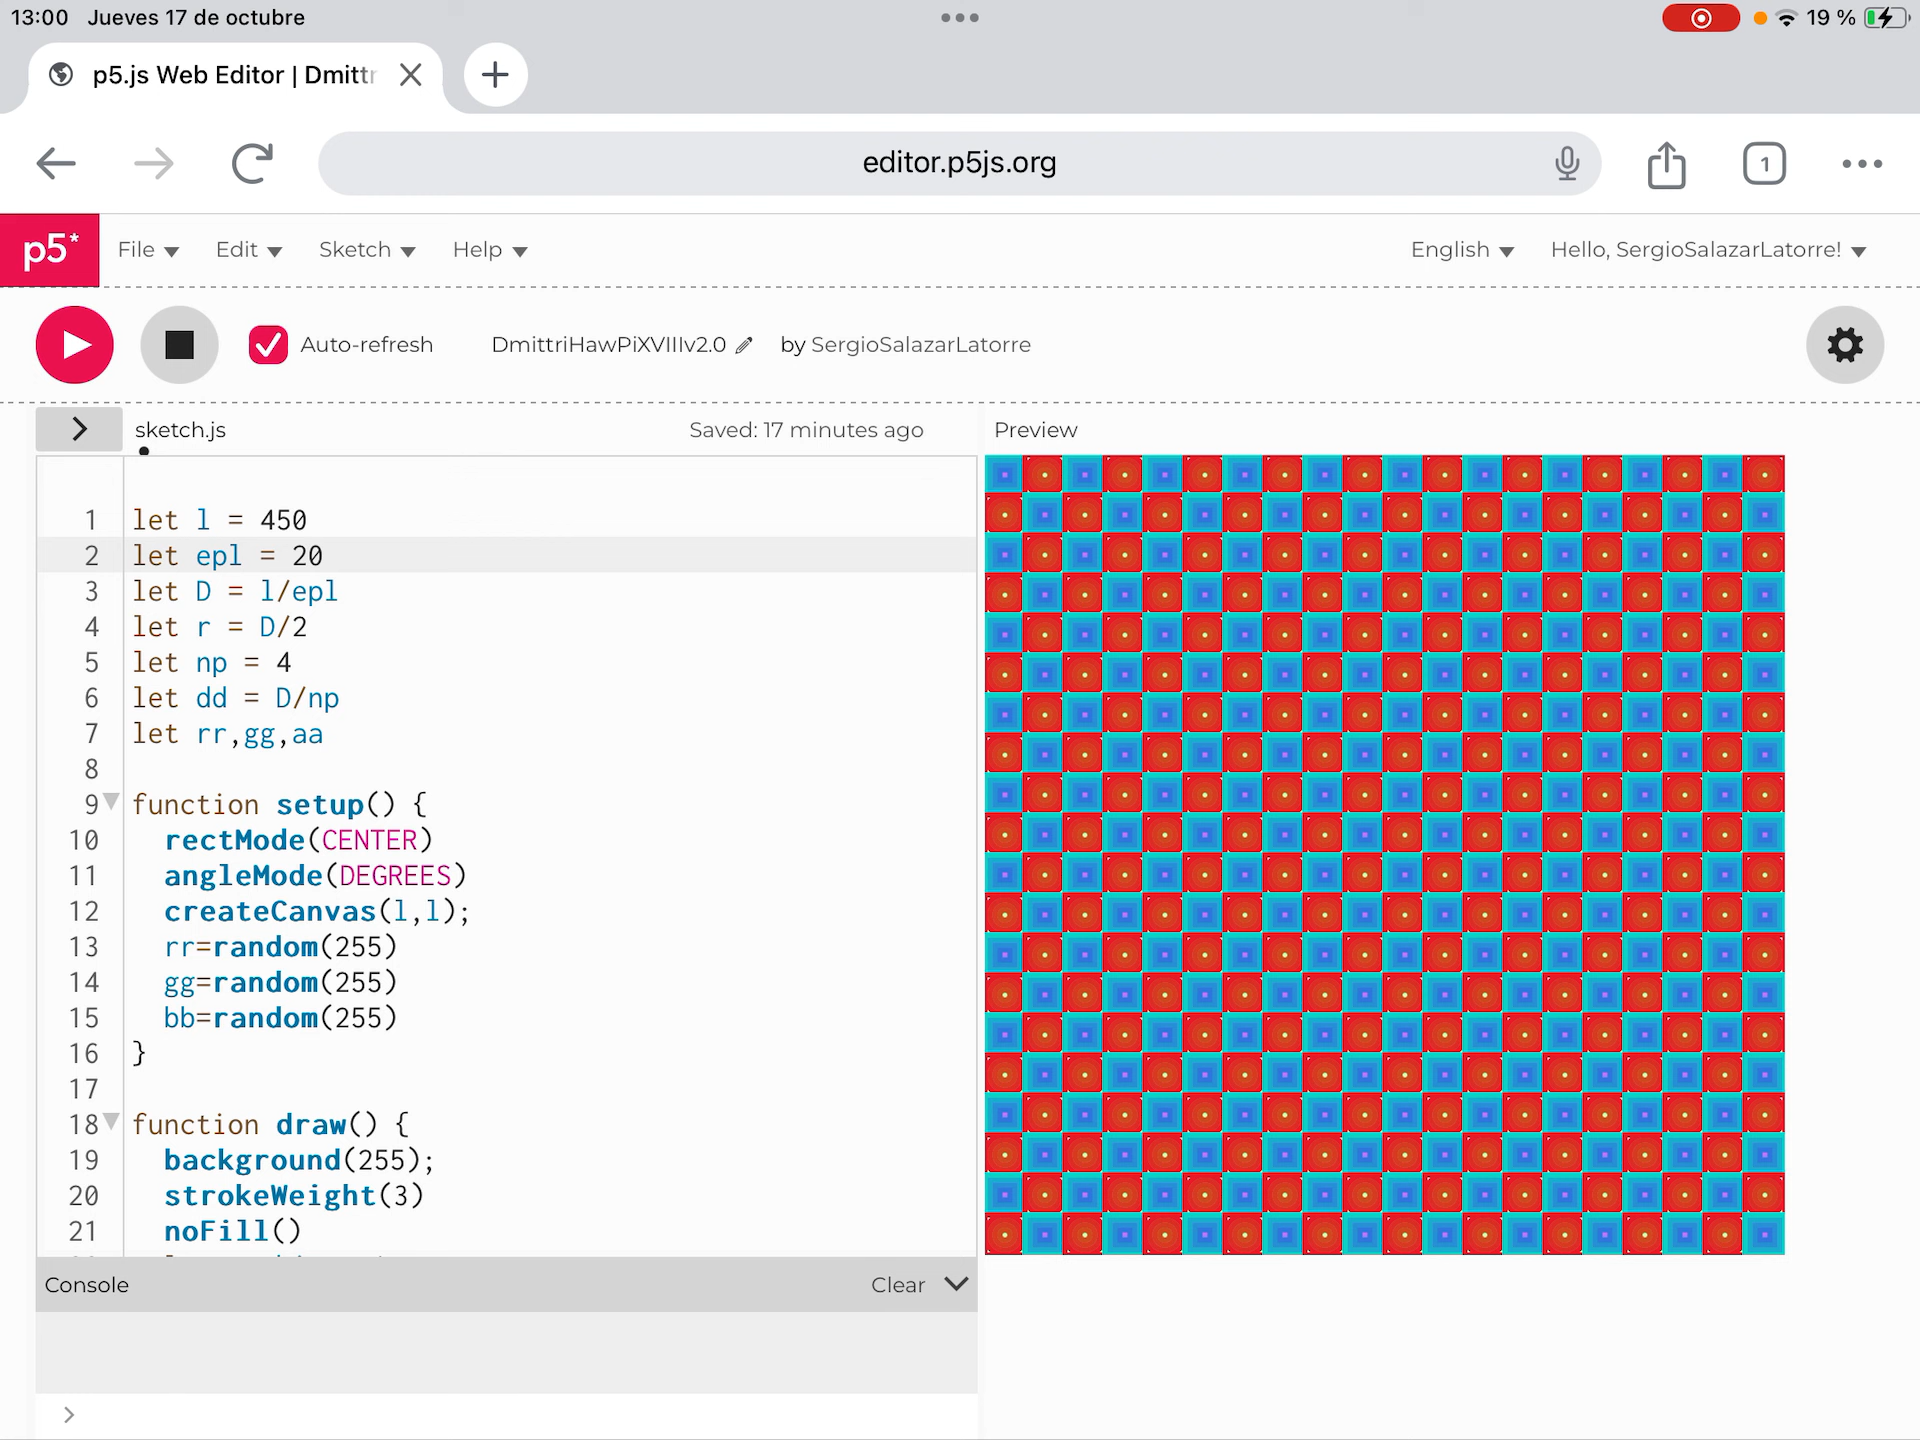 13:00 Jueves 17 de octubre
19 %
p5.js Web Editor | Dmittr
editor.p5js.org
1
p5* File Edit Sketch Help English Hello, SergioSalazarLatorre!
Auto-refresh DmittriHawPiXVIIIv2.0 by SergioSalazarLatorre
> sketch.js Saved: 17 minutes ago Preview
1 let l = 450
2 let epl = 20
3 let D = l/epl
4 let r = D/2
5 let np = 4
6 let dd = D/np
7 let rr,gg,aa
8
9 function setup() {
10 rectMode(CENTER)
11 angleMode(DEGREES)
12 createCanvas(l,l);
13 rr=random(255)
14 gg=random(255)
15 bb=random(255)
16 }
17
18 function draw() {
19 background(255);
20 strokeWeight(3)
21 noFill()
Console Clear
>